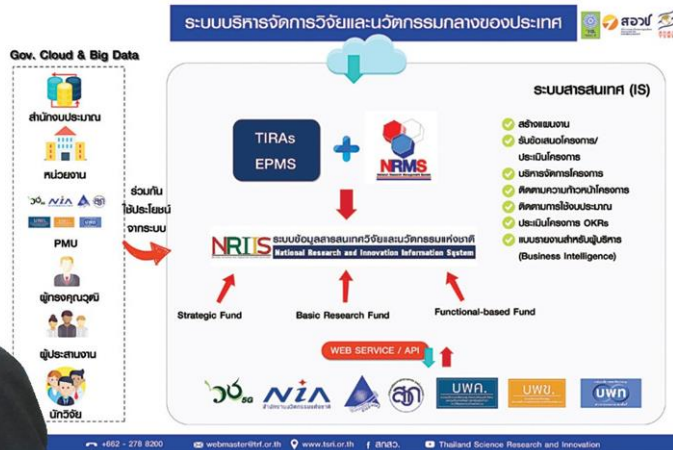 ระบบบริหารจัดการวิจัยและนวัตกรรมกลางของประเทศ
สอวช
Gov. Cloud & Big Data
สำนักงบประมาณ
หน่วยงาน
วช
NIA
PMU
ผู้ทรงคุณวุฒิ
ผู้ประสานงาน
นักวิจัย
ร่วมกัน
ใช้ประโยชน์
จากระบบ
TIRAs
EPMS
NRMS
ระบบสารสนเทศ (IS)
สร้างแผนงาน
รับข้อเสนอโครงการ/
ประเมินโครงการ
บริหารจัดการโครงการ
ติดตามความก้าวหน้าโครงการ
ติดตามการใช้งบประมาณ
ประเมินโครงการ OKRs
แบบรายงานสำหรับผู้บริหาร
(Business Intelligence)
NRIIS
ระบบข้อมูลสารสนเทศวิจัยและนวัตกรรมแห่งชาติ
National Research and Innovation Information System
Strategic Fund
Basic Research Fund
Functional-based Fund
WEB SERVICE / API
วช 5G
NIA
สำนักงานนวัตกรรมแห่งชาติ
บพค.
บพข.
บพท
+662 - 278 8200
webmaster@trf.or.th
www.tsri.or.th
สกสว.
Thailand Science Research and Innovation